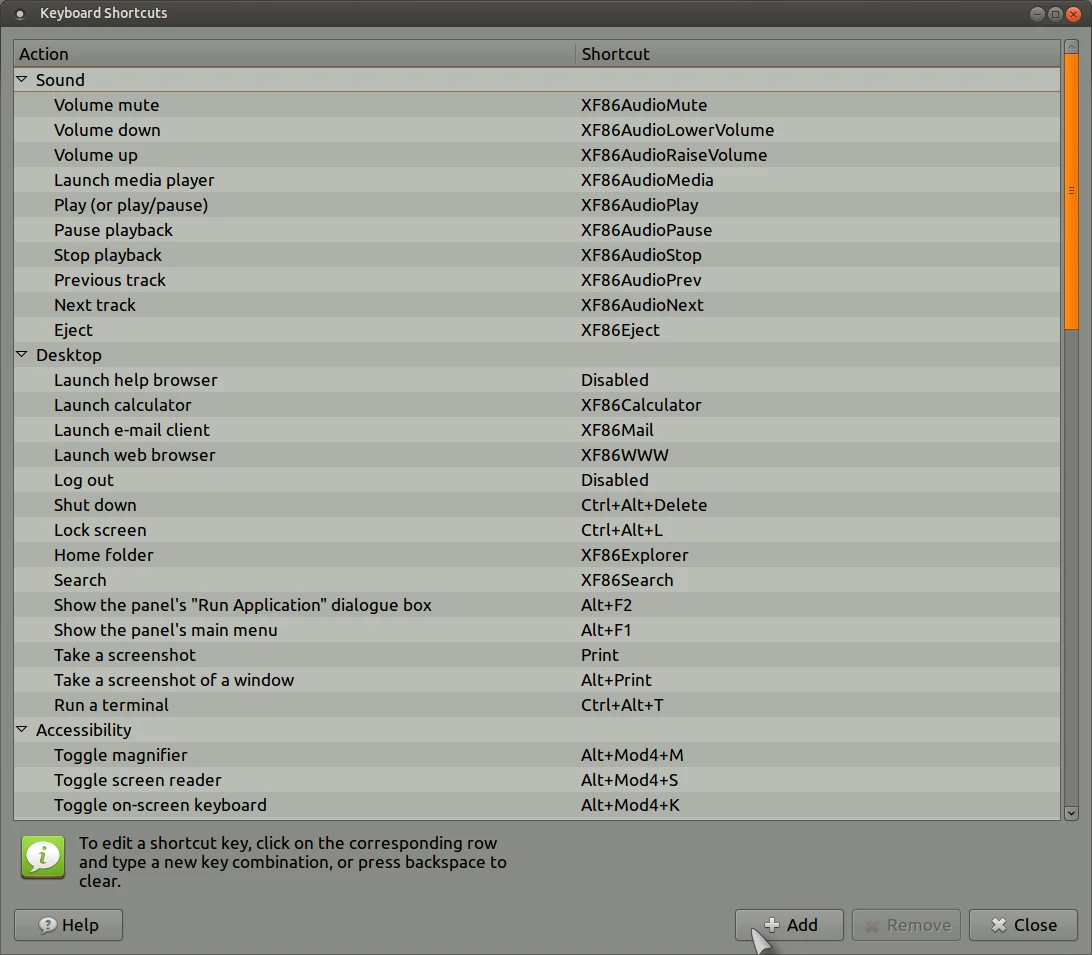 Keyboard Shortcuts
Action Shortcut
Sound
Volume mute XF86AudioMute
Volume down XF86AudioLowerVolume
Volume up XF86AudioRaiseVolume
Launch media player XF86AudioMedia
Play (or play/pause) XF86AudioPlay
Pause playback XF86AudioPause
Stop playback XF86AudioStop
Previous track XF86AudioPrev
Next track XF86AudioNext
Eject XF86Eject
Desktop
Launch help browser Disabled
Launch calculator XF86Calculator
Launch e-mail client XF86Mail
Launch web browser XF86WWW
Log out Disabled
Shut down Ctrl+Alt+Delete
Lock screen Ctrl+Alt+L
Home folder XF86Explorer
Search XF86Search
Show the panel's "Run Application" dialogue box Alt+F2
Show the panel's main menu Alt+F1
Take a screenshot Print
Take a screenshot of a window Alt+Print
Run a terminal Ctrl+Alt+T
Accessibility
Toggle magnifier Alt+Mod4+M
Toggle screen reader Alt+Mod4+S
Toggle on-screen keyboard Alt+Mod4+K
To edit a shortcut key, click on the corresponding row
and type a new key combination, or press backspace to
clear.
Help Add Remove Close